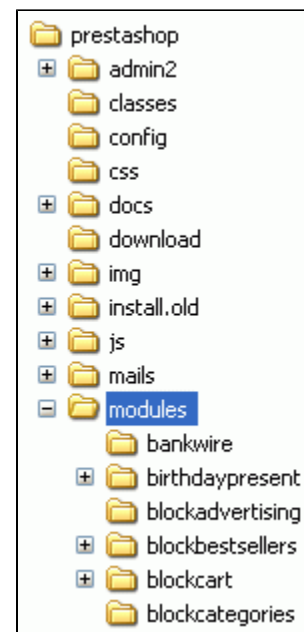 prestashop
admin2
classes
config
css
docs
download
img
install.old
js
mails
modules
bankwire
birthdaypresent
blockadvertising
blockbestsellers
blockcart
blockcategories